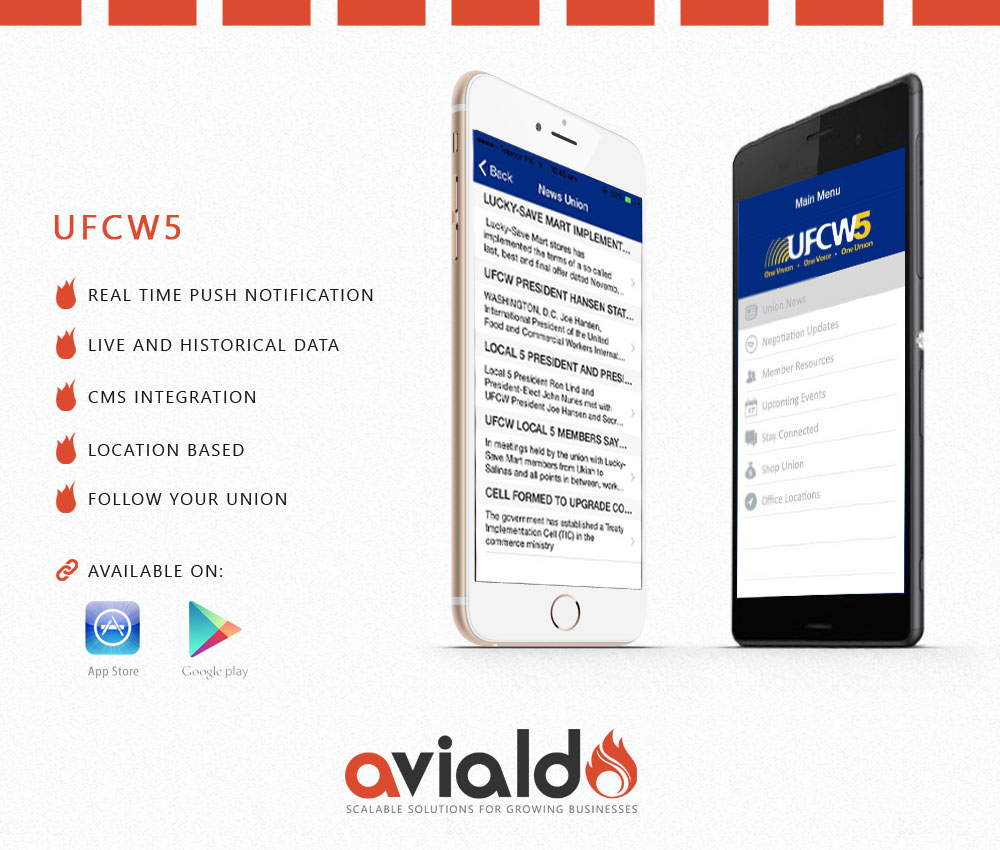 UFCW5
REAL TIME PUSH NOTIFICATION
LIVE AND HISTORICAL DATA
CMS INTEGRATION
LOCATION BASED
FOLLOW YOUR UNION
AVAILABLE ON:
App Store
Google play
Back
News Union
LUCKY-SAVE MART IMPLEMENT...
Lucky-Save Mart stores has
implemented the terms of a so called
last, best and final offer dated Novemb...
UFCW PRESIDENT HANSEN STAT...
WASHINGTON, D.C. Joe Hansen,
International President of the United
Food and Commercial Workers Internat...
LOCAL 5 PRESIDENT AND PRESI...
Local 5 President Ron Lind and
President-Elect John Nunes met with
UFCW President Joe Hansen and Secr...
UFCW LOCAL 5 MEMBERS SAY...
In meetings held by the union with Lucky-
Save Mart members from Ukiah to
Salinas and all points in between, work...
CELL FORMED TO UPGRADE CO...
The government has established a Treaty
Implementation Cell (TIC) in the
commerce ministry
Main Menu
UFCW5
One Vision • One Voice • One Union
Union News
Negotiation Updates
Member Resources
17
Upcoming Events
Stay Connected
Shop Union
Office Locations
avialdo
SCALABLE SOLUTIONS FOR GROWING BUSINESSES